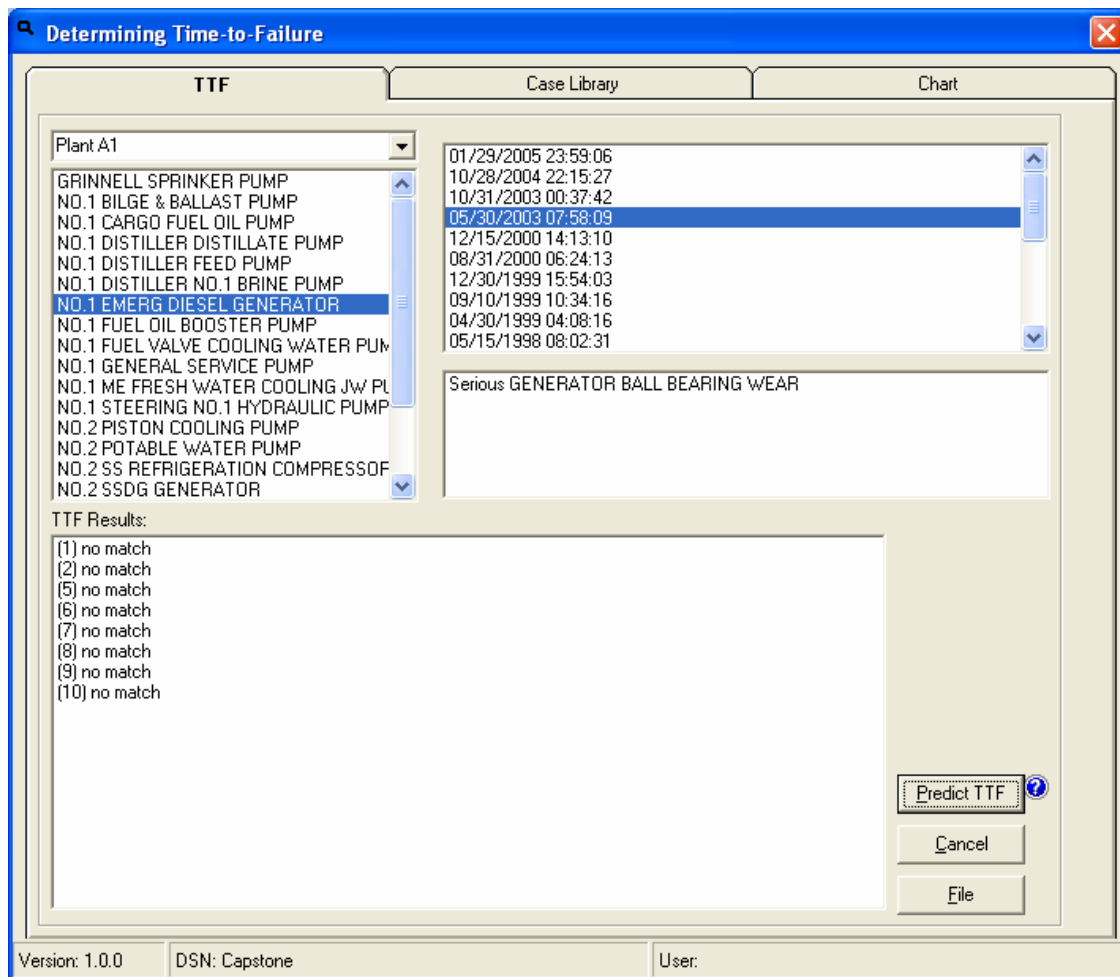 Determining Time-to-Failure
TTF
Case Library
Chart
Plant A1
GRINNELL SPRINKER PUMP
NO.1 BILGE & BALLAST PUMP
NO.1 CARGO FUEL OIL PUMP
NO.1 DISTILLER DISTILLATE PUMP
NO.1 DISTILLER FEED PUMP
NO.1 DISTILLER NO.1 BRINE PUMP
NO.1 EMERG DIESEL GENERATOR
NO.1 FUEL OIL BOOSTER PUMP
NO.1 FUEL VALVE COOLING WATER PUM
NO.1 GENERAL SERVICE PUMP
NO.1 ME FRESH WATER COOLING JW PU
NO.1 STEERING NO.1 HYDRAULIC PUMP
NO.2 PISTON COOLING PUMP
NO.2 POTABLE WATER PUMP
NO.2 SS REFRIGERATION COMPRESSOR
NO.2 SSDG GENERATOR
01/29/2005 23:59:06
10/28/2004 22:15:27
10/31/2003 00:37:42
05/30/2003 07:58:09
12/15/2000 14:13:10
08/31/2000 06:24:13
12/30/1999 15:54:03
09/10/1999 10:34:16
04/30/1999 04:08:16
05/15/1998 08:02:31
Serious GENERATOR BALL BEARING WEAR
TTF Results:
(1) no match
(2) no match
(5) no match
(6) no match
(7) no match
(8) no match
(9) no match
(10) no match
Predict TTF
Cancel
File
Version: 1.0.0
DSN: Capstone
User: